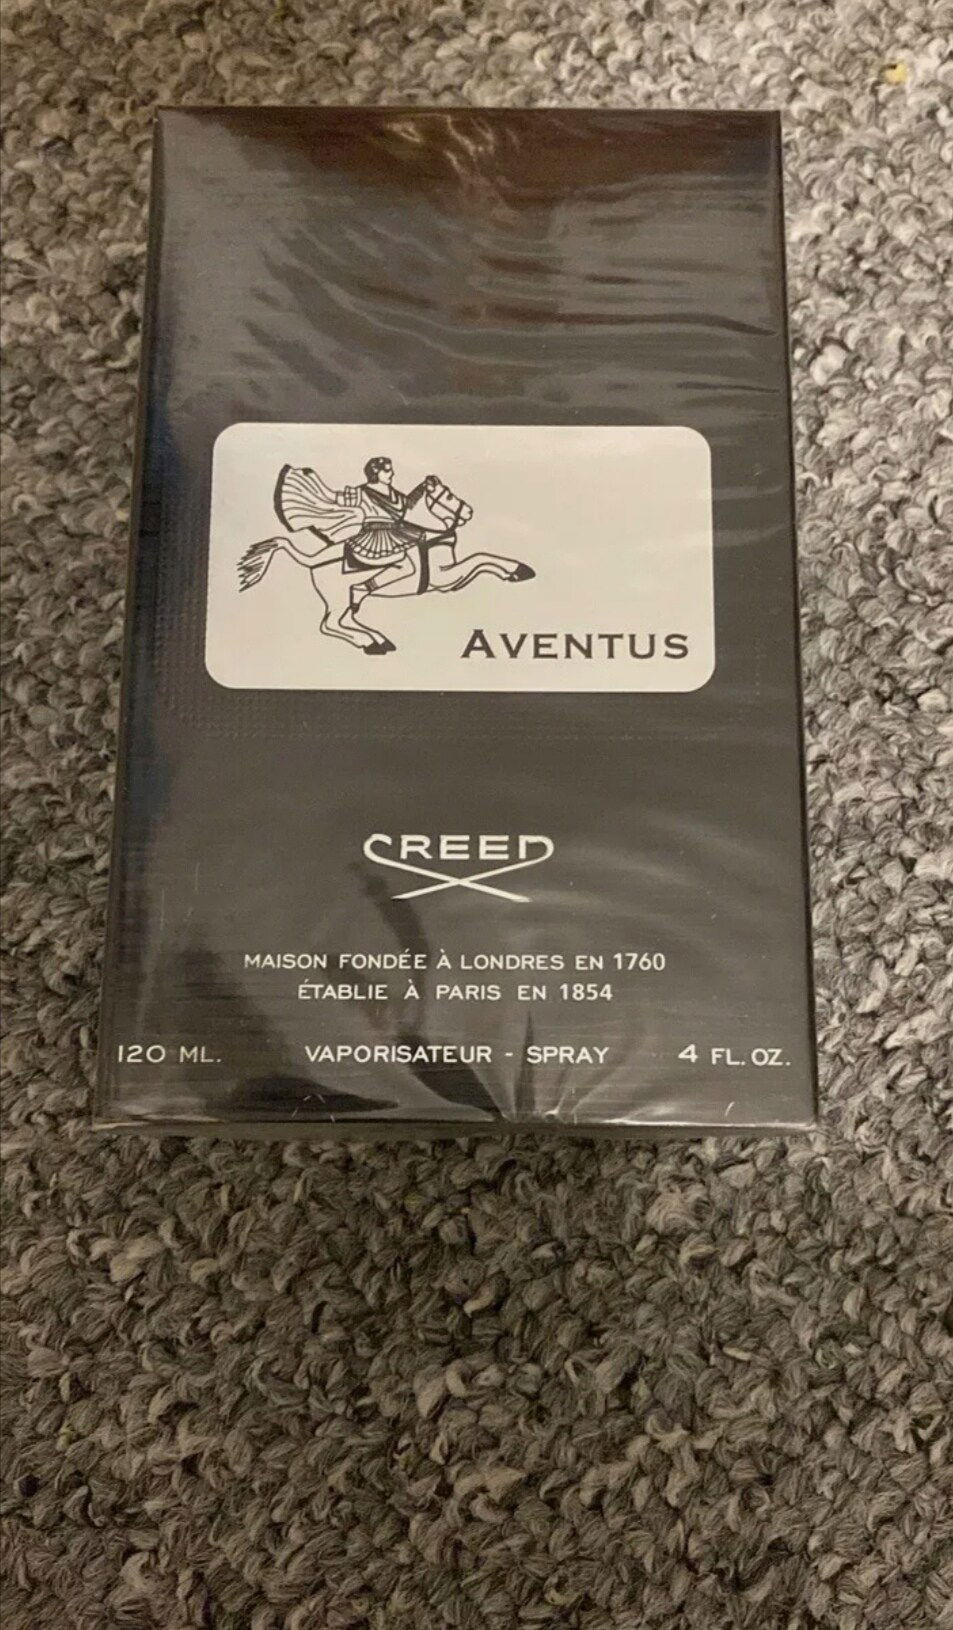 AVENTUS
CREED
MAISON FONDÉE À LONDRES EN 1760
ÉTABLIE À PARIS EN 1854
120 ML. VAPORISATEUR - SPRAY 4 FL. OZ.